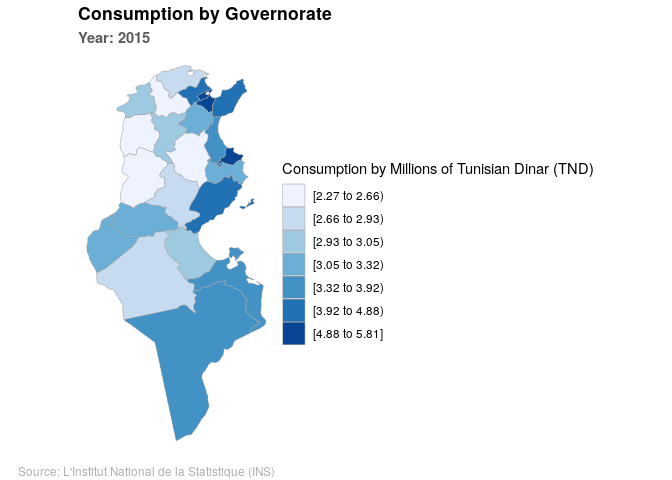 Consumption by Governorate
Year: 2015
Consumption by Millions of Tunisian Dinar (TND)
[2.27 to 2.66)
[2.66 to 2.93)
[2.93 to 3.05)
[3.05 to 3.32)
[3.32 to 3.92)
[3.92 to 4.88)
[4.88 to 5.81]
Source: L'Institut National de la Statistique (INS)